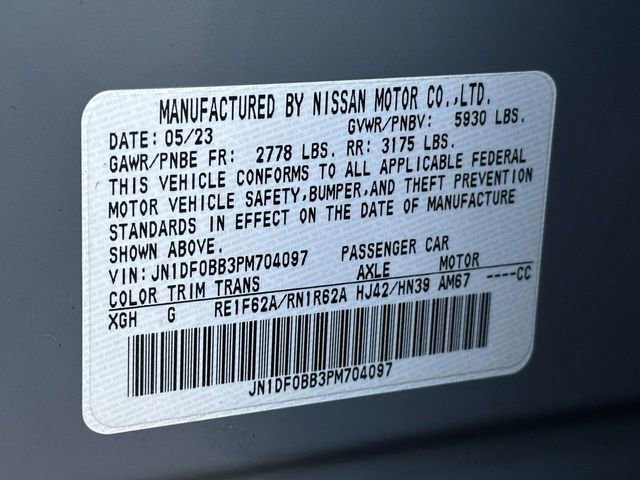 MANUFACTURED BY NISSAN MOTOR CO.,LTD.
DATE: 05/23 GVWR/PNBV: 5930 LBS.
GAWR/PNBE FR: 2778 LBS. RR: 3175 LBS.
THIS VEHICLE CONFORMS TO ALL APPLICABLE FEDERAL
MOTOR VEHICLE SAFETY,BUMPER,AND THEFT PREVENTION
STANDARDS IN EFFECT ON THE DATE OF MANUFACTURE
SHOWN ABOVE.
VIN: JN1DF0BB3PM704097 PASSENGER CAR
COLOR TRIM TRANS AXLE MOTOR
XGH G RE1F62A/RN1R62A HJ42/HN39 AM67 ----CC
JN1DF0BB3PM704097